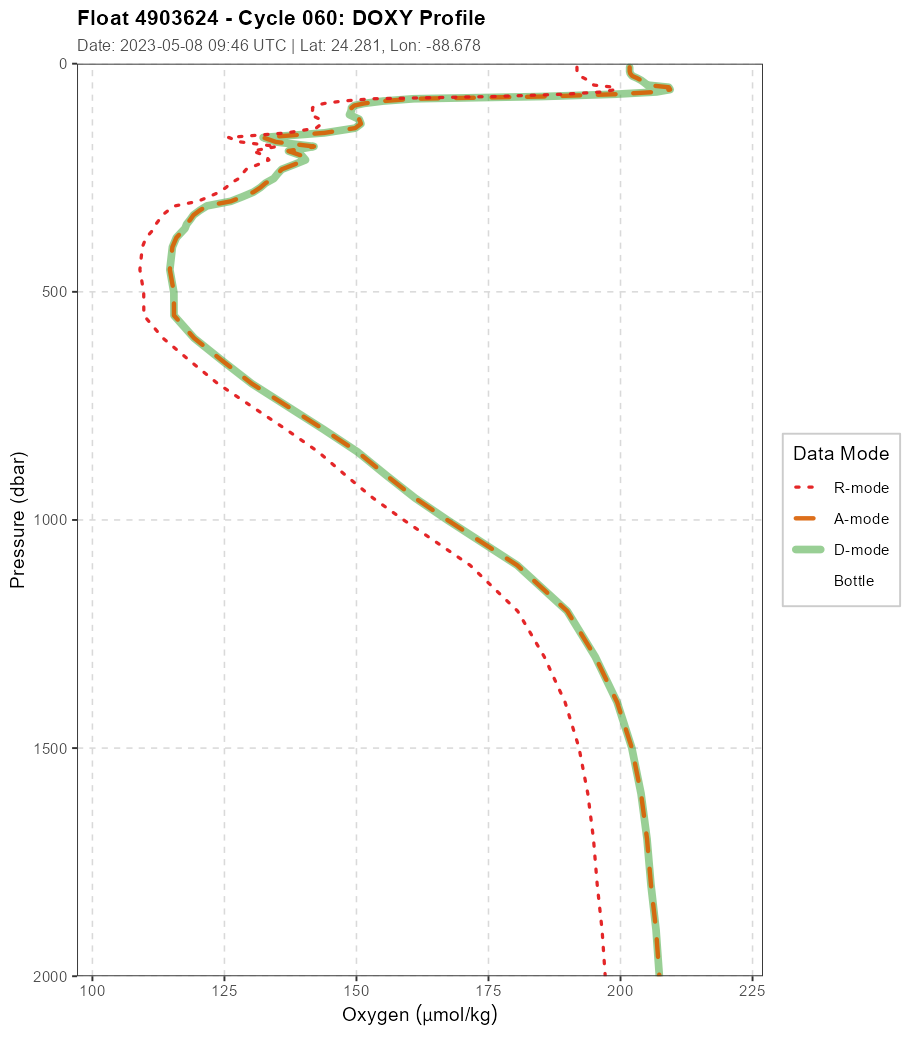 Float 4903624 - Cycle 060: DOXY Profile
Date: 2023-05-08 09:46 UTC | Lat: 24.281, Lon: -88.678
0
500
1000
1500
2000
Pressure (dbar)
100 125 150 175 200 225
Oxygen (μmol/kg)
Data Mode
R-mode
A-mode
D-mode
Bottle